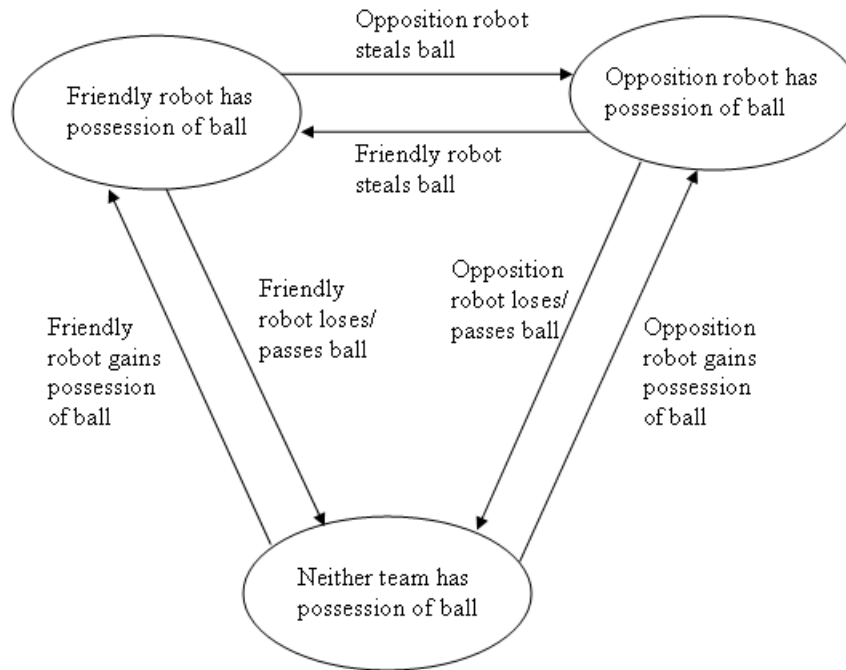 Opposition robot
steals ball
Friendly robot has
possession of ball
Opposition robot has
possession of ball
Friendly robot
steals ball
Friendly
robot gains
possession
of ball
Friendly
robot loses/
passes ball
Opposition
robot loses/
passes ball
Opposition
robot gains
possession
of ball
Neither team has
possession of ball